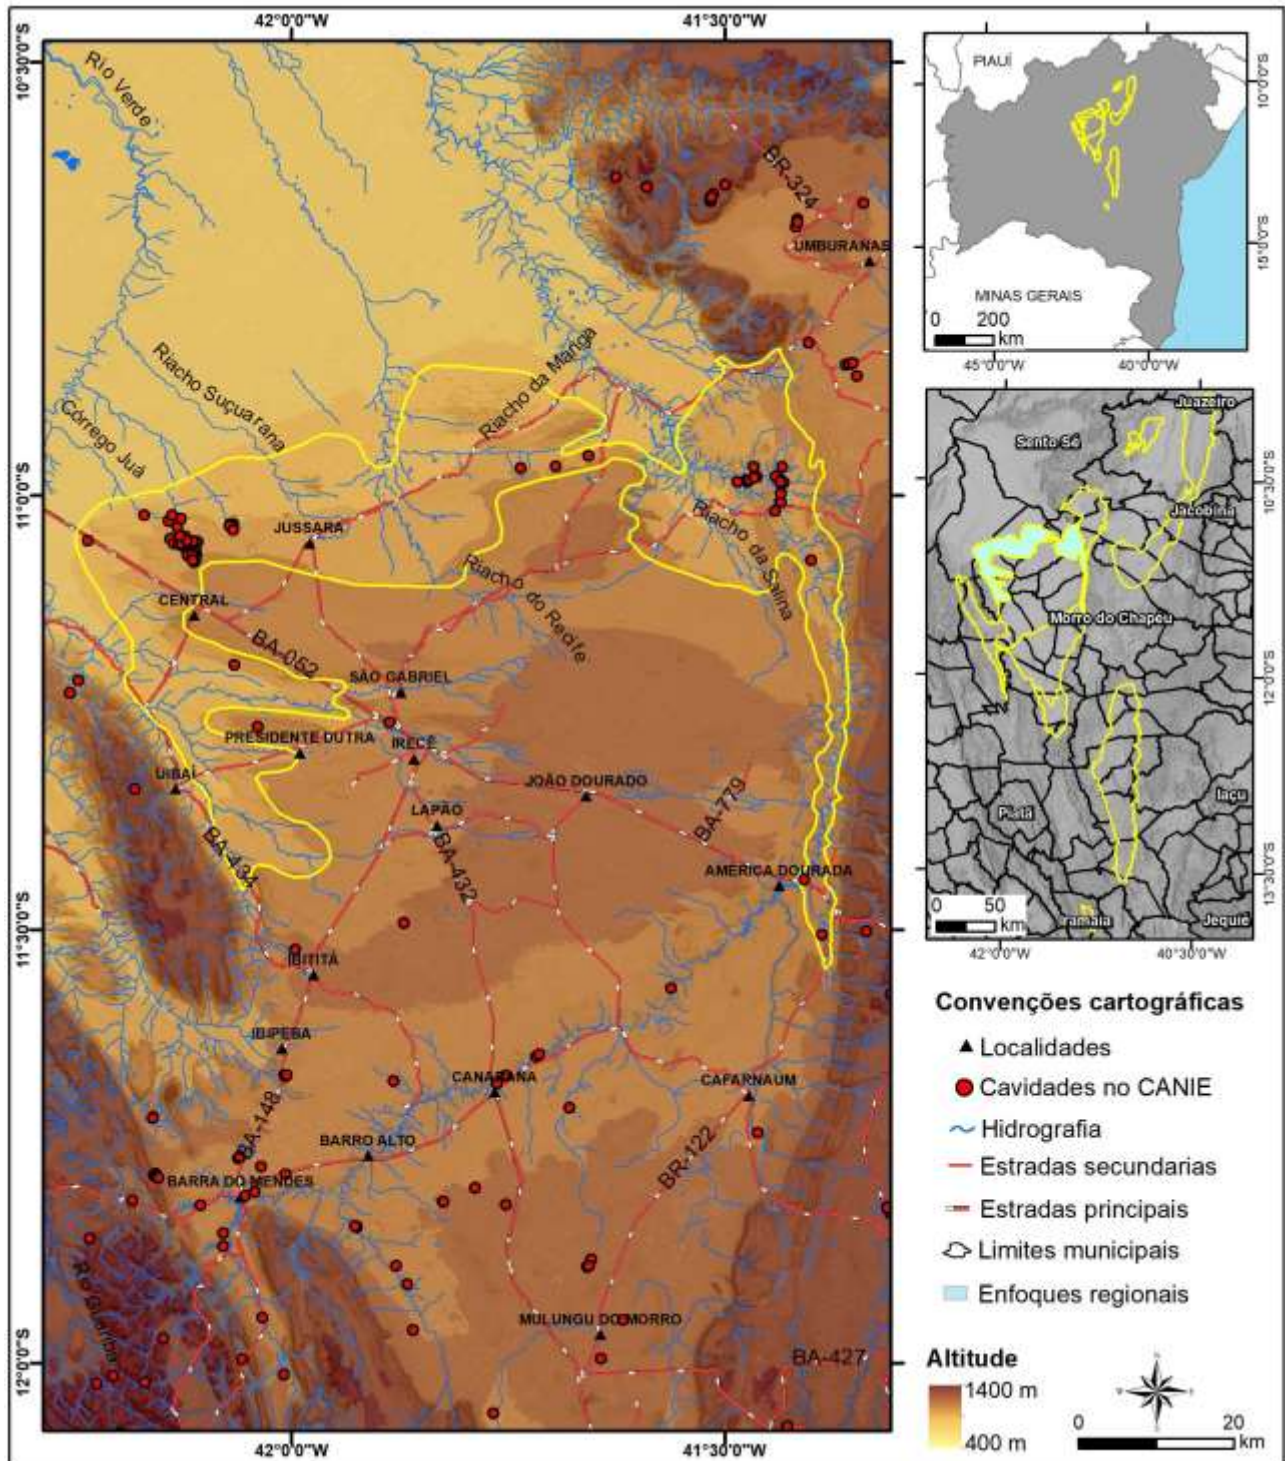 42°0'0"W
41°30'0"W
10°30'0"S
11°0'0"S
11°30'0"S
12°0'0"S
Rio Verde
BR-324
UMBURANAS
Riacho da Maniga
Riacho Suçuarana
Córrego Juá
JUSSARA
Riacho da Salina
Riacho do Recife
CENTRAL
BA-052
SÃO GABRIEL
PRESIDENTE DUTRA
IRECÊ
UIBAÍ
JOÃO DOURADO
BA-779
LAPÃO
BA-434
BA-432
AMERICA DOURADA
IBITITÁ
IBIPEBA
CANARANA
CAFARNAUM
BA-148
BARRO ALTO
BR-122
BARRA DO MENDES
Rio Guariba
MULUNGU DO MORRO
BA-427
42°0'0"W
41°30'0"W
PIAUÍ
MINAS GERAIS
0 200
km
10°0'0"S
15°0'0"S
45°0'0"W
40°0'0"W
Juazeiro
Sento Sé
Jacobina
Morro do Chapéu
Iaçu
Piatã
Iramaia
Jequié
0 50
km
10°30'0"S
12°0'0"S
13°30'0"S
42°0'0"W
40°30'0"W
Convenções cartográficas
Localidades
Cavidades no CANIE
Hidrografia
Estradas secundarias
Estradas principais
Limites municipais
Enfoques regionais
Altitude
1400 m
400 m
0 20
km